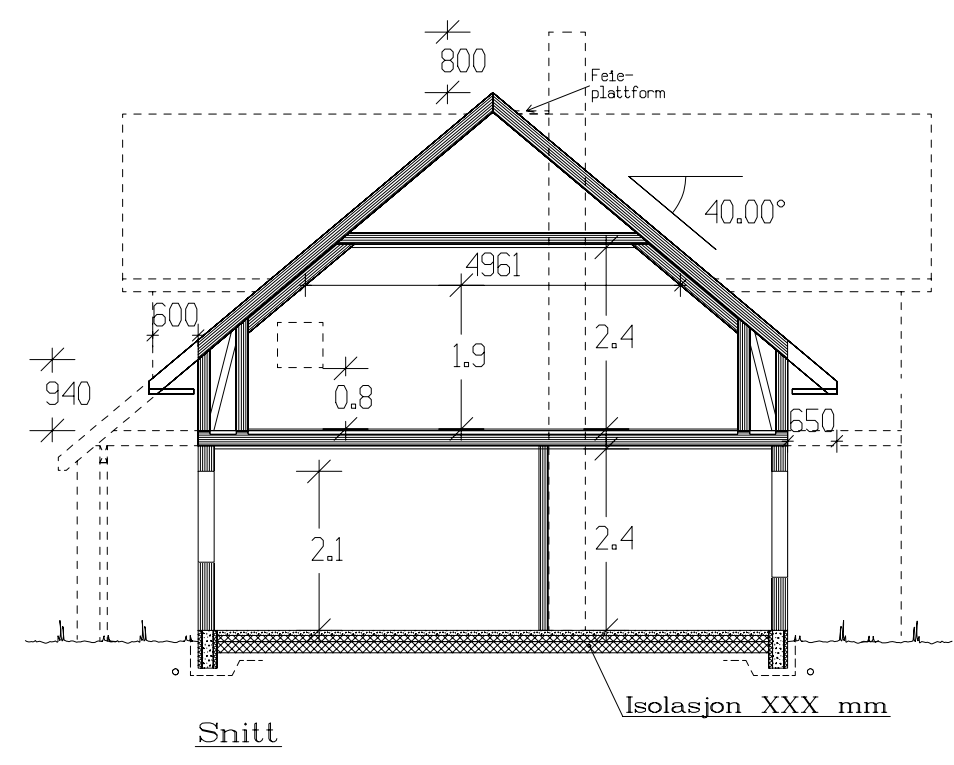 800
Feie-
plattform
40.00°
4961
600
2.4
1.9
940
0.8
650
2.1
2.4
Isolasjon XXX mm
Snitt